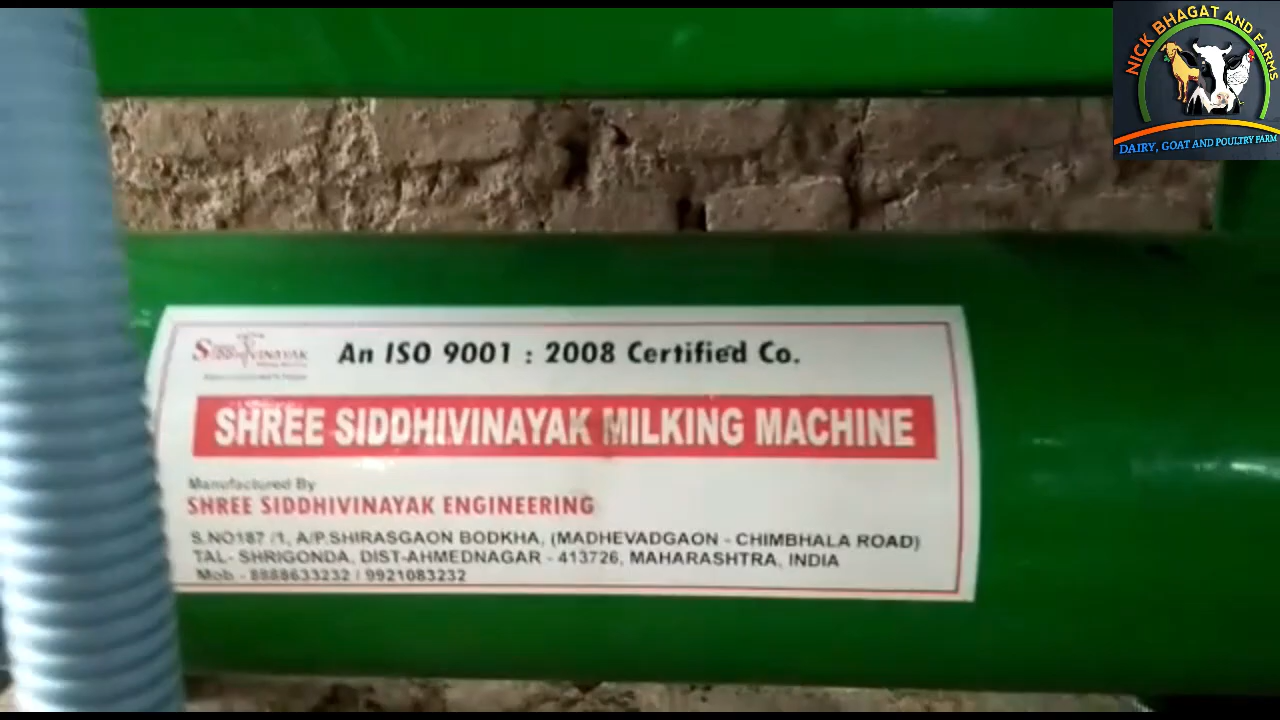 NICK BHAGAT AND FARMS
DAIRY, GOAT AND POULTRY FARM
SHREE SIDDHIVINAYAK
An ISO 9001 : 2008 Certified Co.
SHREE SIDDHIVINAYAK MILKING MACHINE
Manufactured By
SHREE SIDDHIVINAYAK ENGINEERING
S.NO187 /1, A/P.SHIRASGAON BODKHA, (MADHEVADGAON - CHIMBHALA ROAD)
TAL- SHRIGONDA, DIST-AHMEDNAGAR - 413726, MAHARASHTRA, INDIA
Mob - 8888633232 / 9921083232